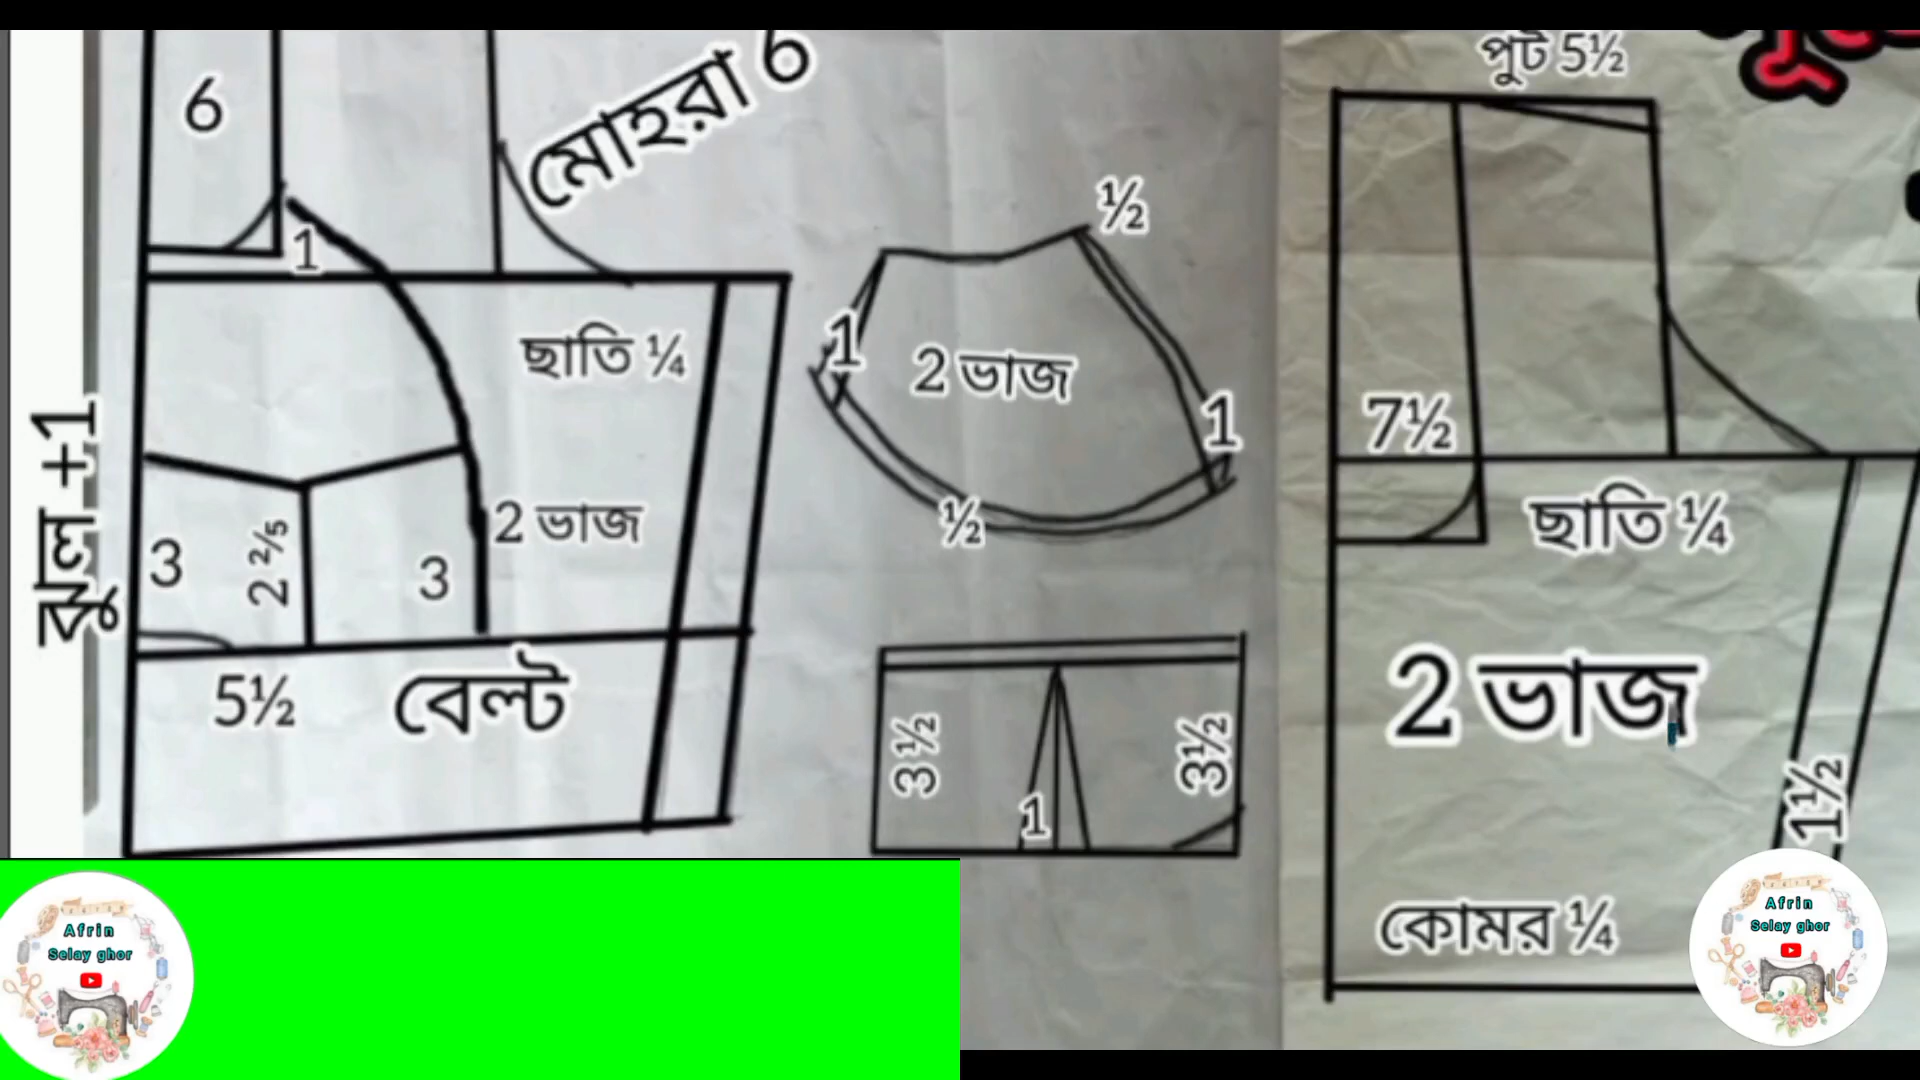 6
মোহরা 6
1
ছাতি ¼
ঝুল +1
3
2 ⅖
3
2 ভাজ
5½
বেল্ট
½
1
2 ভাজ
1
½
3½
1
3½
পুট 5½
7½
ছাতি ¼
2 ভাজ
1½
কোমর ¼
Afrin
Selay ghor
Afrin
Selay ghor